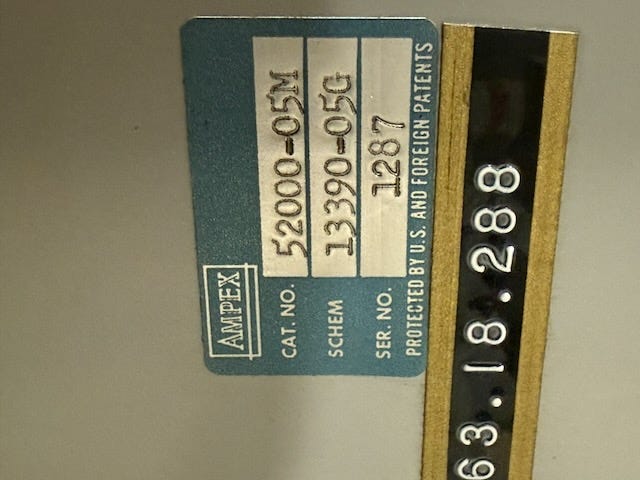 AMPEX
CAT. NO. 52000-05M
SCHEM 13390-05G
SER. NO. 1287
PROTECTED BY U.S. AND FOREIGN PATENTS
63.18.288